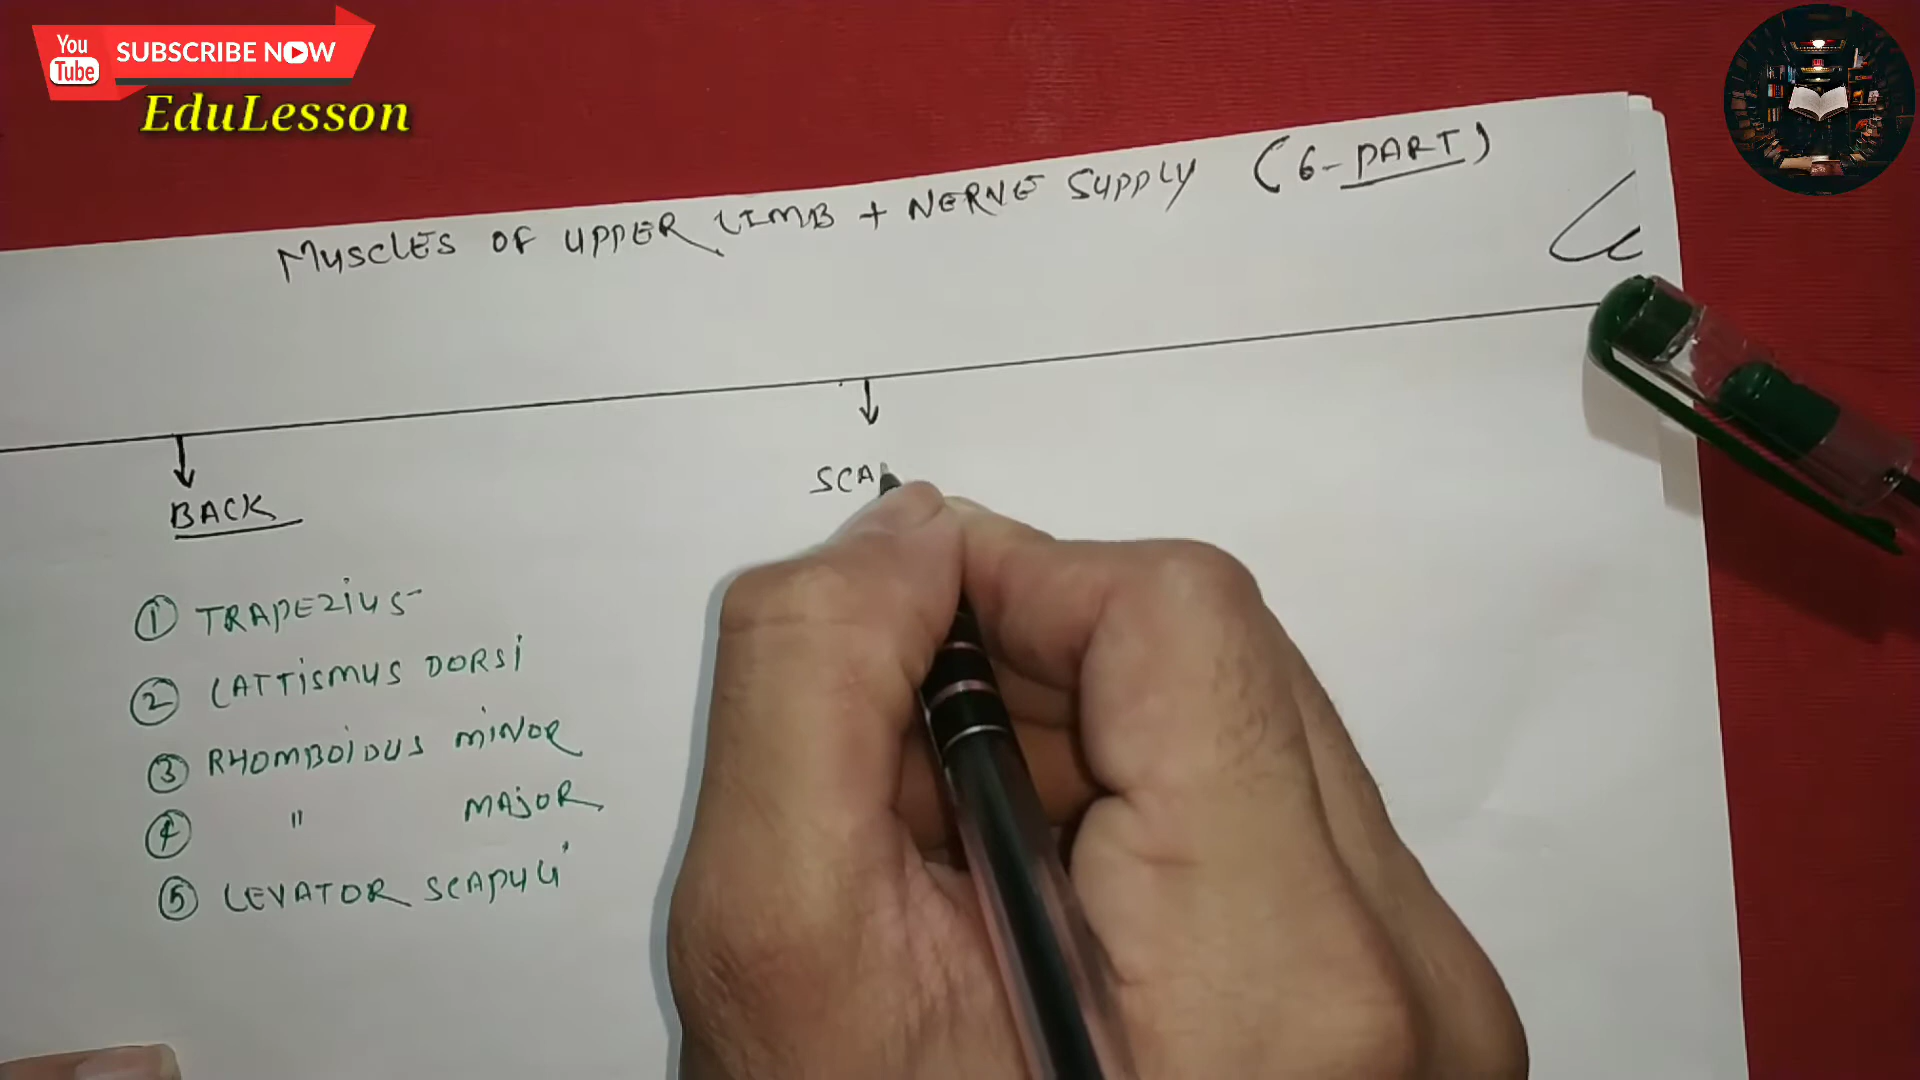 You Tube SUBSCRIBE NOW
EduLesson
MUSCLES OF UPPER LIMB + NERVE SUPPLY (6-PART)
BACK
SCA
① TRAPEZiUS
② LATTiSMUS DORSi
③ RHOMBOiDUS MiNOR
④ " MAjOR
⑤ LEVATOR SCAPULi